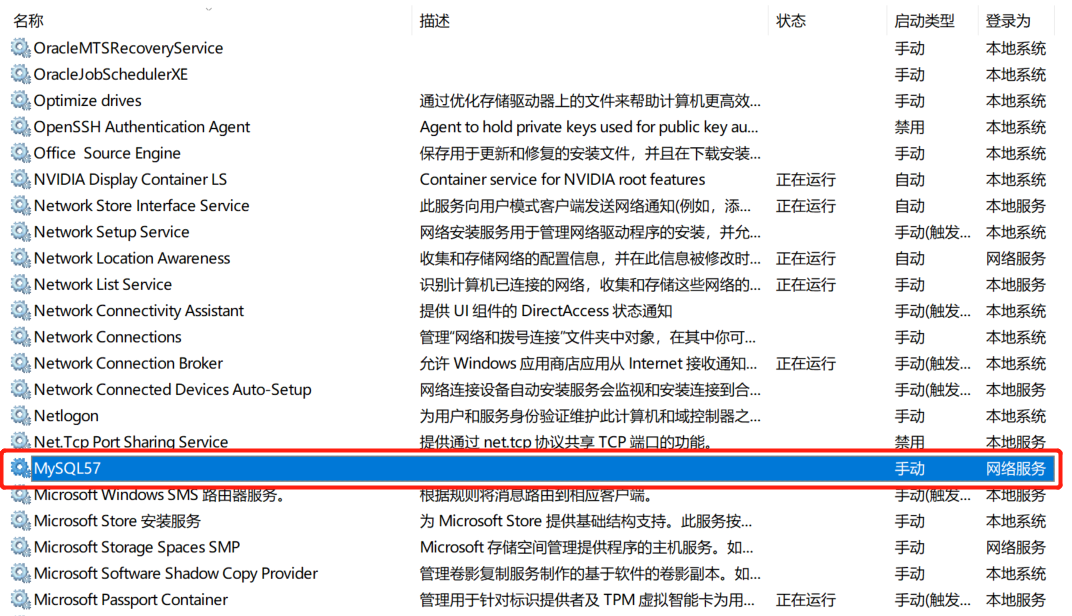 名称 描述 状态 启动类型 登录为
OracleMTSRecoveryService 手动 本地系统
OracleJobSchedulerXE 手动 本地系统
Optimize drives 通过优化存储驱动器上的文件来帮助计算机更高效... 手动 本地系统
OpenSSH Authentication Agent Agent to hold private keys used for public key au... 禁用 本地系统
Office  Source Engine 保存用于更新和修复的安装文件，并且在下载安装... 手动 本地系统
NVIDIA Display Container LS Container service for NVIDIA root features 正在运行 自动 本地系统
Network Store Interface Service 此服务向用户模式客户端发送网络通知(例如，添... 正在运行 自动 本地服务
Network Setup Service 网络安装服务用于管理网络驱动程序的安装，并允... 手动(触发... 本地系统
Network Location Awareness 收集和存储网络的配置信息，并在此信息被修改时... 正在运行 自动 网络服务
Network List Service 识别计算机已连接的网络，收集和存储这些网络的... 正在运行 手动 本地服务
Network Connectivity Assistant 提供 UI 组件的 DirectAccess 状态通知 手动(触发... 本地系统
Network Connections 管理“网络和拨号连接”文件夹中对象，在其中你可... 手动 本地系统
Network Connection Broker 允许 Windows 应用商店应用从 Internet 接收通知... 正在运行 手动(触发... 本地系统
Network Connected Devices Auto-Setup 网络连接设备自动安装服务会监视和安装连接到合... 手动(触发... 本地服务
Netlogon 为用户和服务身份验证维护此计算机和域控制器之... 手动 本地系统
Net.Tcp Port Sharing Service 提供通过 net.tcp 协议共享 TCP 端口的功能。 禁用 本地服务
MySQL57 手动 网络服务
Microsoft Windows SMS 路由器服务。 根据规则将消息路由到相应客户端。 手动(触发... 本地系统
Microsoft Store 安装服务 为 Microsoft Store 提供基础结构支持。此服务按... 手动 本地系统
Microsoft Storage Spaces SMP Microsoft 存储空间管理提供程序的主机服务。如... 手动 网络服务
Microsoft Software Shadow Copy Provider 管理卷影复制服务制作的基于软件的卷影副本。如... 手动 本地系统
Microsoft Passport Container 管理用于针对标识提供者及 TPM 虚拟智能卡为用... 正在运行 手动(触发... 本地服务